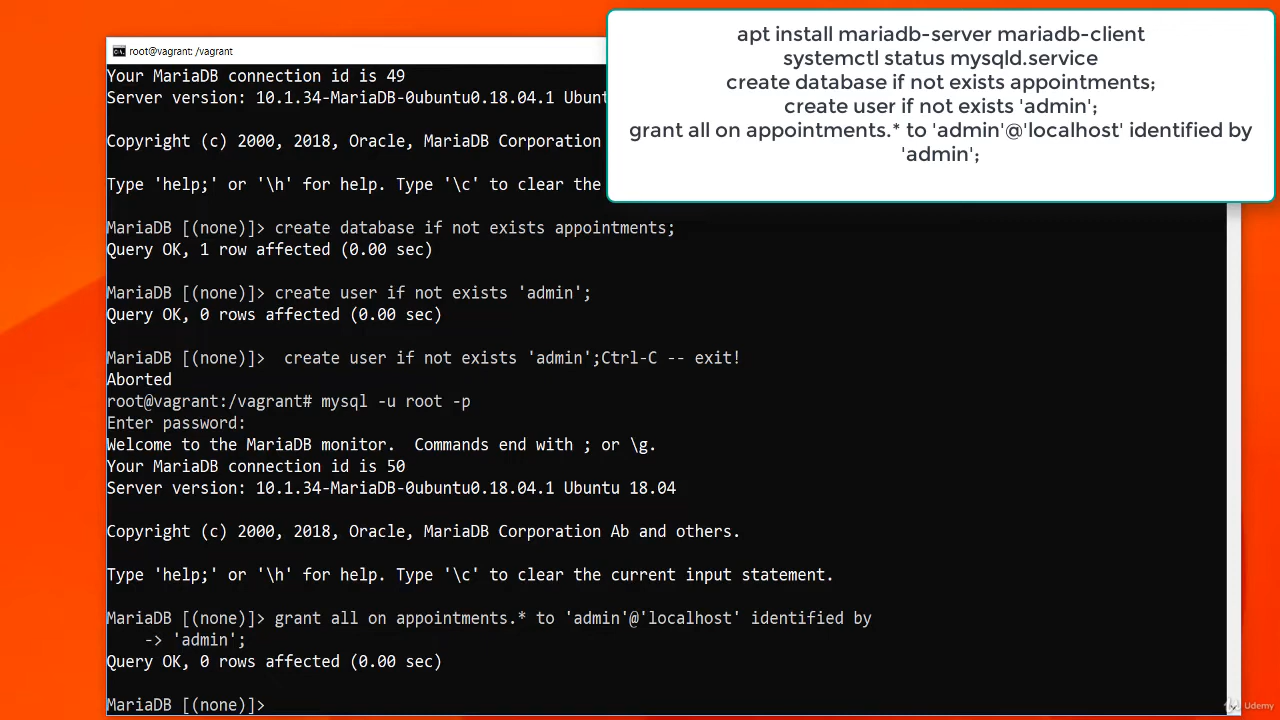 apt install mariadb-server mariadb-client
systemctl status mysqld.service
create database if not exists appointments;
create user if not exists 'admin';
grant all on appointments.* to 'admin'@'localhost' identified by
'admin';
root@vagrant: /vagrant
Your MariaDB connection id is 49
Server version: 10.1.34-MariaDB-0ubuntu0.18.04.1 Ubunt
Copyright (c) 2000, 2018, Oracle, MariaDB Corporation
Type 'help;' or '\h' for help. Type '\c' to clear the
MariaDB [(none)]> create database if not exists appointments;
Query OK, 1 row affected (0.00 sec)
MariaDB [(none)]> create user if not exists 'admin';
Query OK, 0 rows affected (0.00 sec)
MariaDB [(none)]>  create user if not exists 'admin';Ctrl-C -- exit!
Aborted
root@vagrant:/vagrant# mysql -u root -p
Enter password:
Welcome to the MariaDB monitor.  Commands end with ; or \g.
Your MariaDB connection id is 50
Server version: 10.1.34-MariaDB-0ubuntu0.18.04.1 Ubuntu 18.04
Copyright (c) 2000, 2018, Oracle, MariaDB Corporation Ab and others.
Type 'help;' or '\h' for help. Type '\c' to clear the current input statement.
MariaDB [(none)]> grant all on appointments.* to 'admin'@'localhost' identified by
    -> 'admin';
Query OK, 0 rows affected (0.00 sec)
MariaDB [(none)]>
Udemy